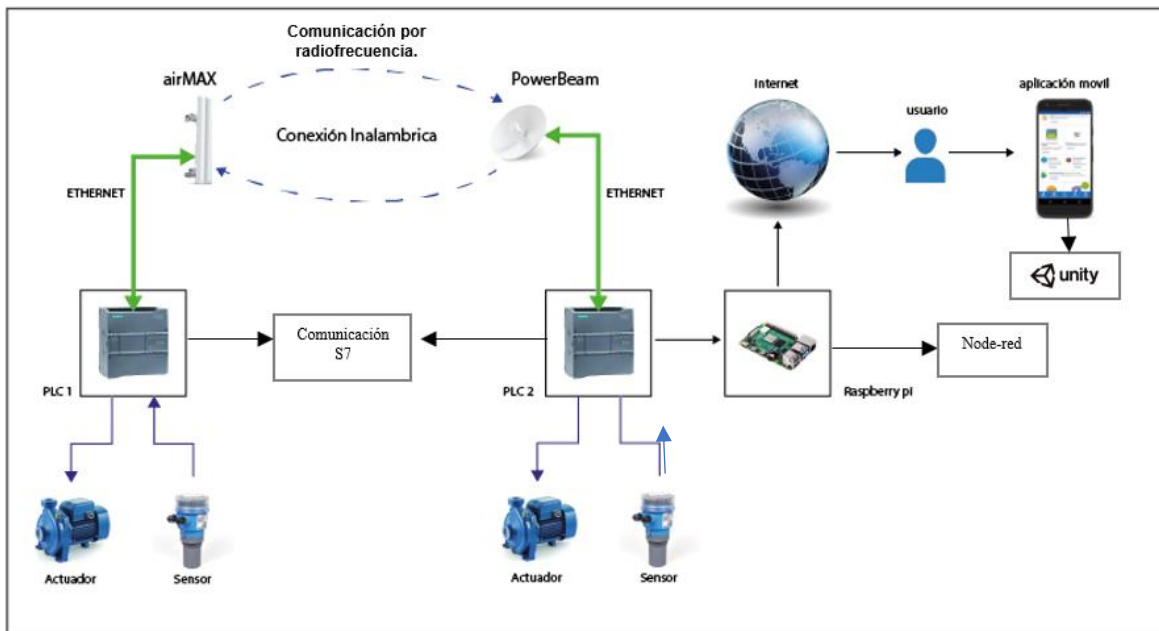 Comunicación por
radiofrecuencia.
airMAX
PowerBeam
Conexión Inalambrica
Internet
usuario
aplicación movil
ETHERNET
ETHERNET
unity
Comunicación
S7
Node-red
PLC 1
PLC 2
Raspberry pi
Actuador
Sensor
Actuador
Sensor